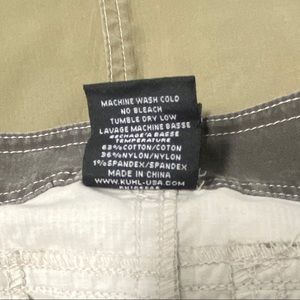 MACHINE WASH COLD
NO BLEACH
TUMBLE DRY LOW
LAVAGE MACHINE BASSE
SECHAGE'A BASSE
TEMPERATURE
63%COTTON/COTTON
36%NYLON/NYLON
1%SPANDEX/SPANDEX
MADE IN CHINA
WWW.KUHL-USA.COM